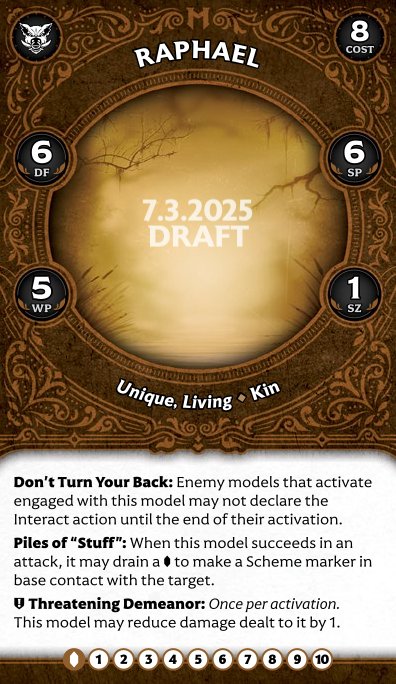 RAPHAEL
8
COST
6
DF
6
SP
7.3.2025
DRAFT
5
WP
1
SZ
Unique, Living ◆ Kin
Don't Turn Your Back: Enemy models that activate
engaged with this model may not declare the
Interact action until the end of their activation.
Piles of “Stuff”: When this model succeeds in an
attack, it may drain a to make a Scheme marker in
base contact with the target.
Threatening Demeanor: Once per activation.
This model may reduce damage dealt to it by 1.
1 2 3 4 5 6 7 8 9 10